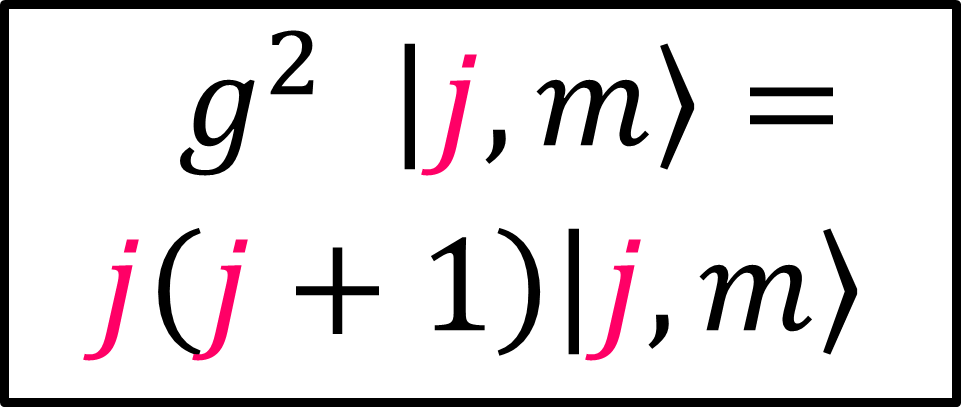 g² |j, m⟩ =
j(j + 1)|j, m⟩